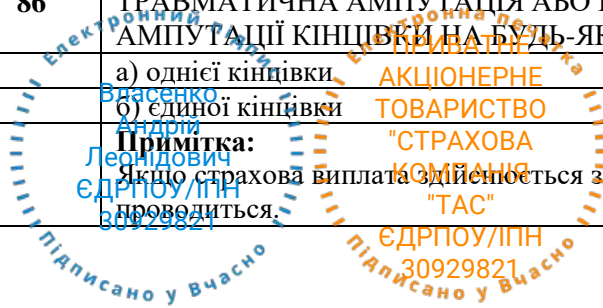 86
ТРАВМАТИЧНА АМПУТАЦІЯ АБО
АМПУТАЦІЇ КІНЦІВКИ НА БУДЬ-ЯК
а) однієї кінцівки
б) єдиної кінцівки
Примітка:
Якщо страхова виплата здійснюється з
проводиться.
Електронний підпис
Власенко
Андрій
Леонідович
ЄДРПОУ/ІПН
30929821
Підписано у Вчасно
Електронна печатка
ПРИВАТНЕ
АКЦІОНЕРНЕ
ТОВАРИСТВО
"СТРАХОВА
КОМПАНІЯ
"ТАС"
ЄДРПОУ/ІПН
30929821
Підписано у Вчасно